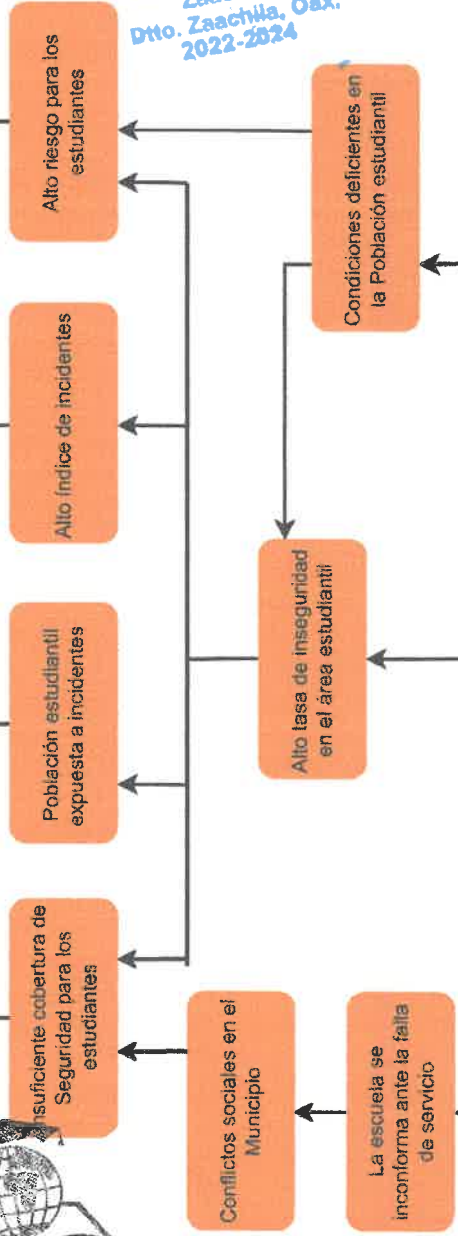 Dtto. Zaachila, Oax.
2022-2024
Insuficiente cobertura de
Seguridad para los
estudiantes
Población estudiantil
expuesta a incidentes
Alto índice de incidentes
Alto riesgo para los
estudiantes
Conflictos sociales en el
Municipio
Alto tasa de inseguridad
en el área estudiantil
Condiciones deficientes en
la Población estudiantil
La escuela se
inconforma ante la falta
de servicio